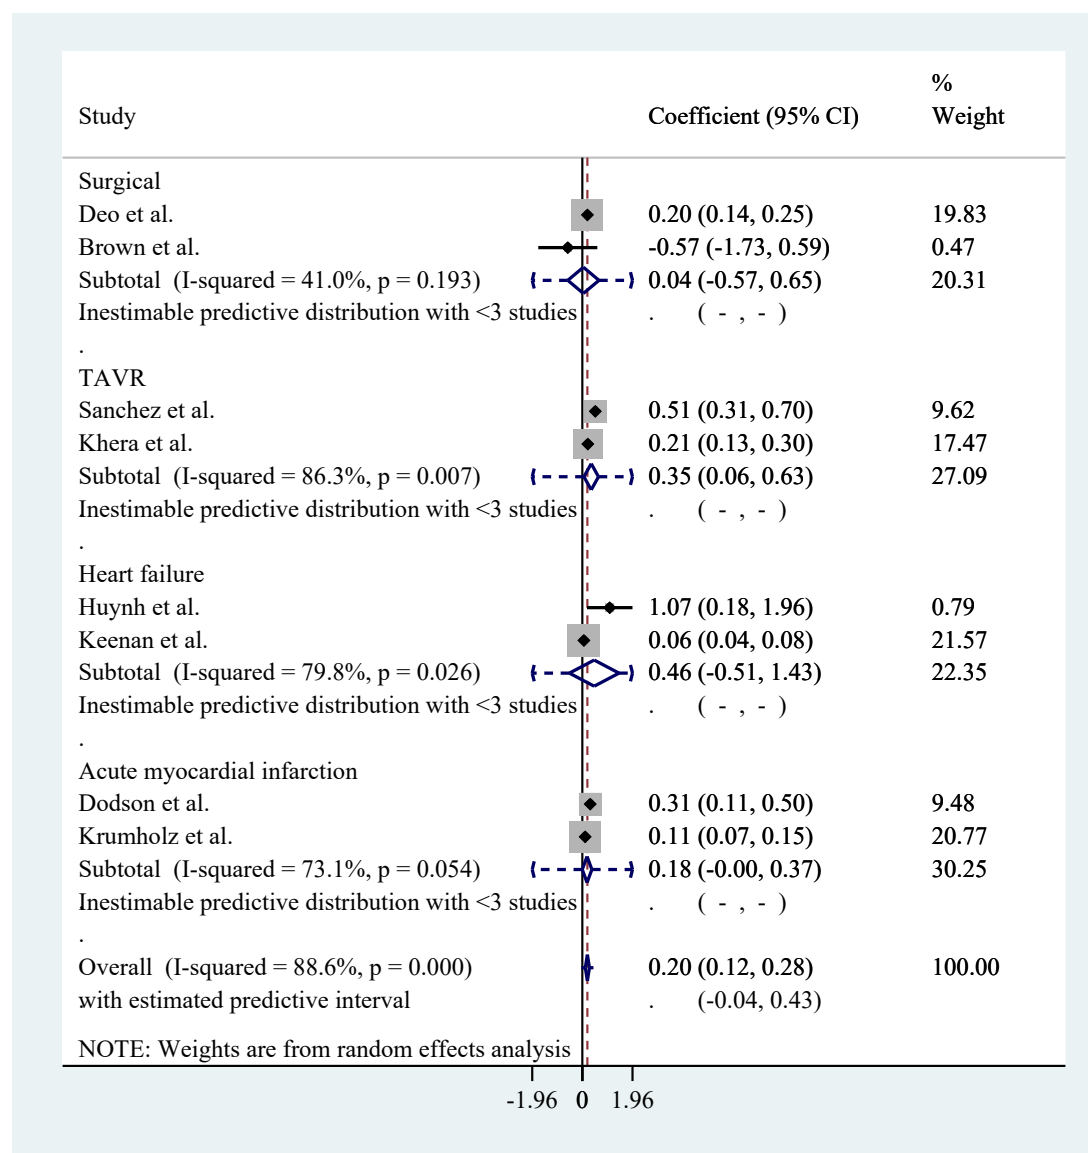 %
Study Coefficient (95% CI) Weight
Surgical
Deo et al. 0.20 (0.14, 0.25) 19.83
Brown et al. -0.57 (-1.73, 0.59) 0.47
Subtotal (I-squared = 41.0%, p = 0.193) 0.04 (-0.57, 0.65) 20.31
Inestimable predictive distribution with <3 studies . ( - , - )
.
TAVR
Sanchez et al. 0.51 (0.31, 0.70) 9.62
Khera et al. 0.21 (0.13, 0.30) 17.47
Subtotal (I-squared = 86.3%, p = 0.007) 0.35 (0.06, 0.63) 27.09
Inestimable predictive distribution with <3 studies . ( - , - )
.
Heart failure
Huynh et al. 1.07 (0.18, 1.96) 0.79
Keenan et al. 0.06 (0.04, 0.08) 21.57
Subtotal (I-squared = 79.8%, p = 0.026) 0.46 (-0.51, 1.43) 22.35
Inestimable predictive distribution with <3 studies . ( - , - )
.
Acute myocardial infarction
Dodson et al. 0.31 (0.11, 0.50) 9.48
Krumholz et al. 0.11 (0.07, 0.15) 20.77
Subtotal (I-squared = 73.1%, p = 0.054) 0.18 (-0.00, 0.37) 30.25
Inestimable predictive distribution with <3 studies . ( - , - )
.
Overall (I-squared = 88.6%, p = 0.000) 0.20 (0.12, 0.28) 100.00
with estimated predictive interval . (-0.04, 0.43)
NOTE: Weights are from random effects analysis
-1.96 0 1.96